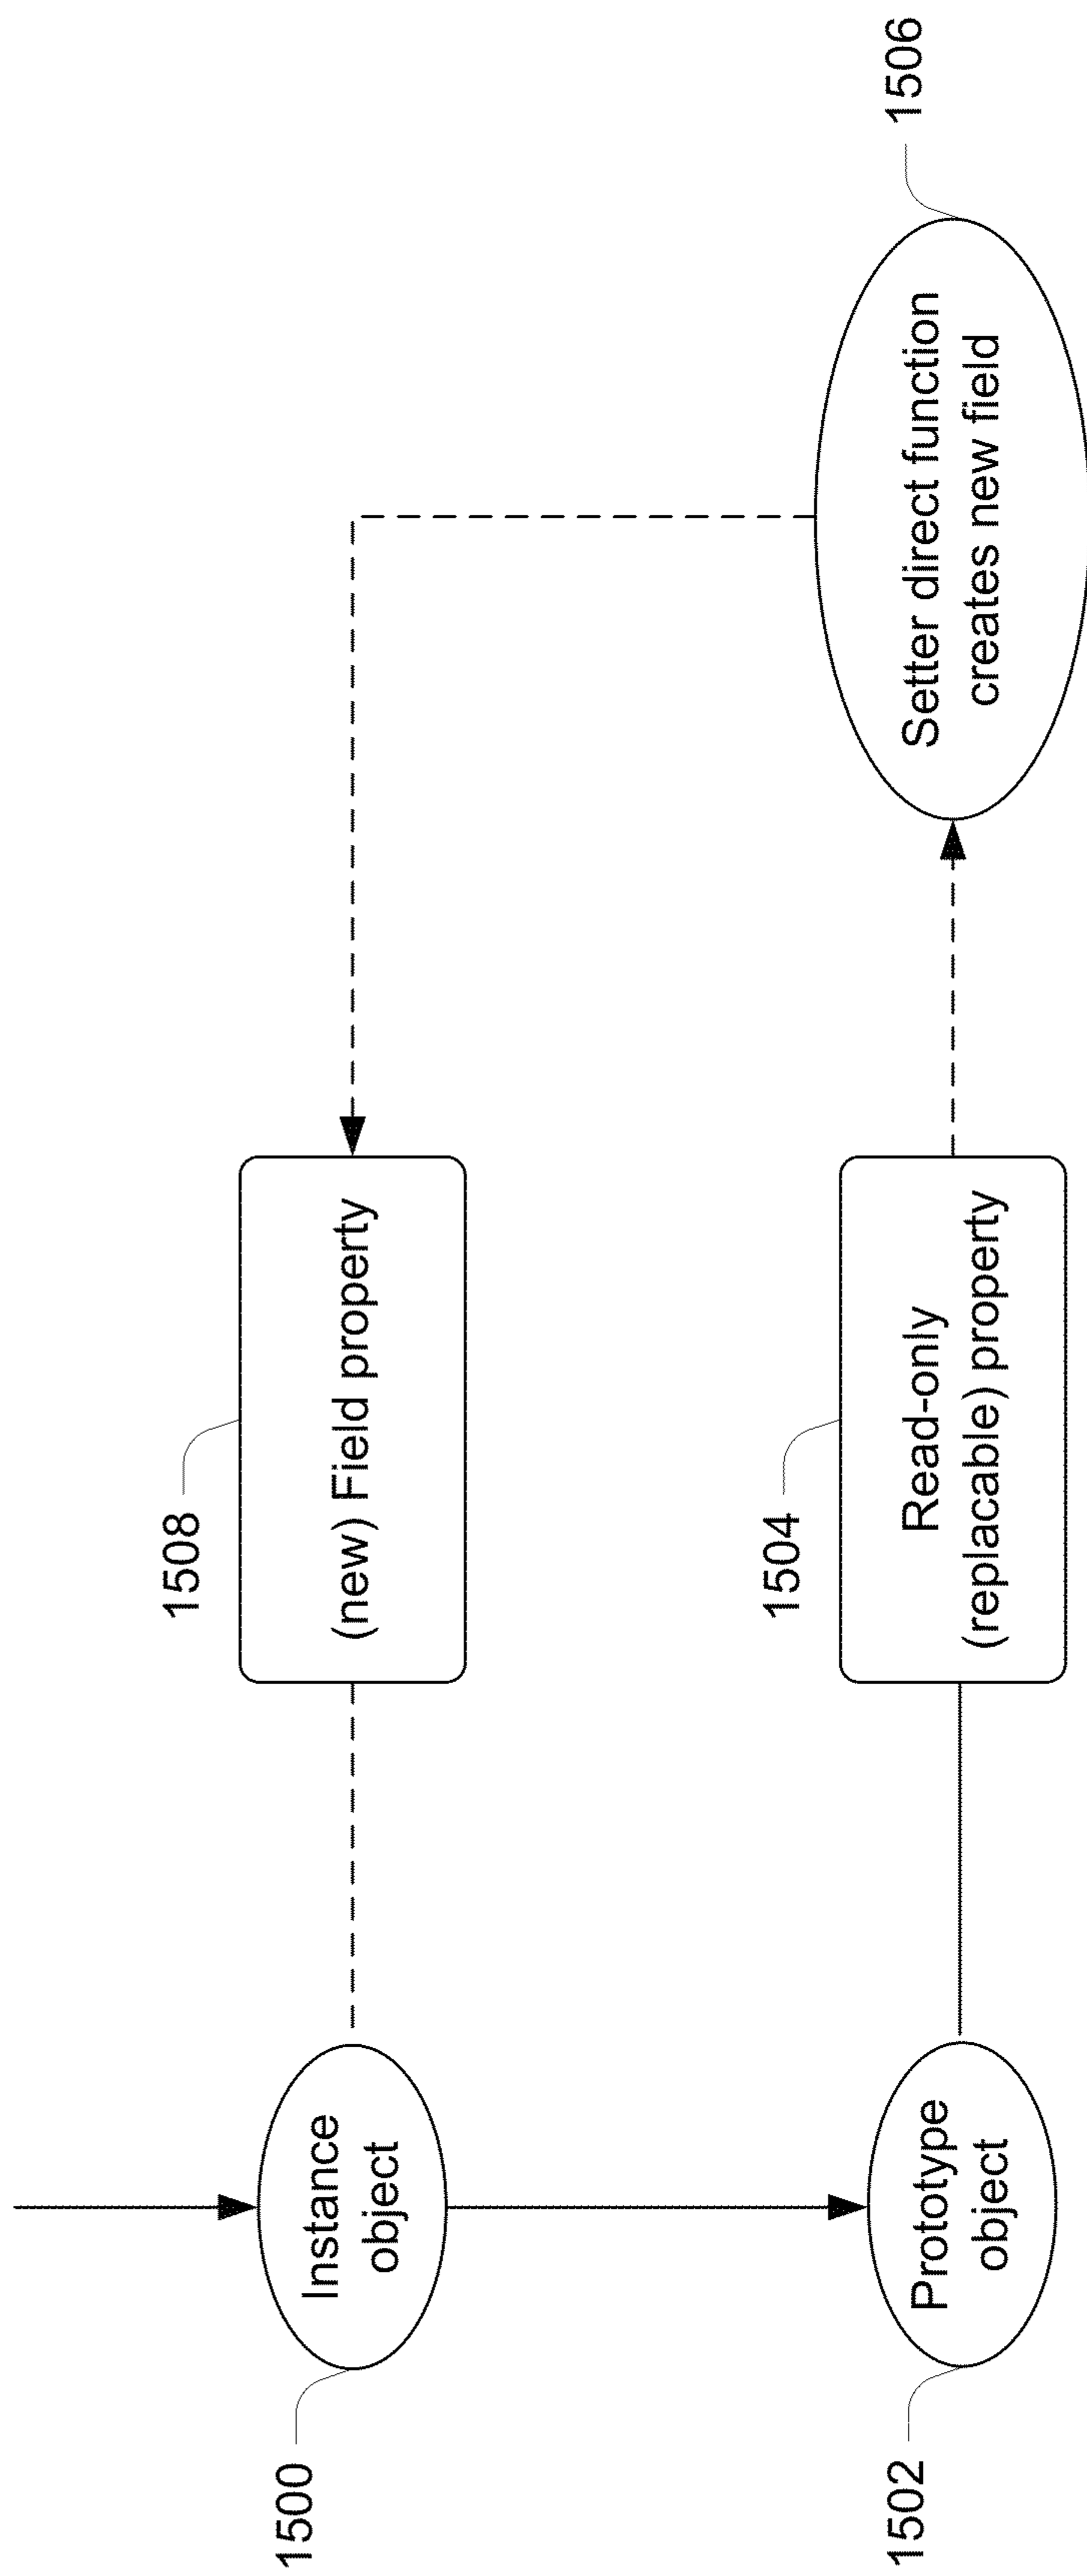 1500
Instance
object
1508
(new) Field property
1502
Prototype
object
1504
Read-only
(replacable) property
1506
Setter direct function
creates new field